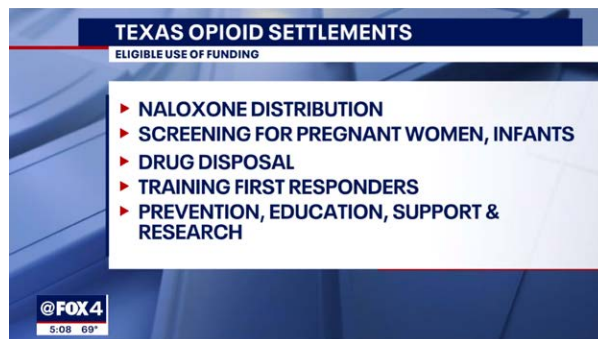 TEXAS OPIOID SETTLEMENTS
ELIGIBLE USE OF FUNDING
NALOXONE DISTRIBUTION
SCREENING FOR PREGNANT WOMEN, INFANTS
DRUG DISPOSAL
TRAINING FIRST RESPONDERS
PREVENTION, EDUCATION, SUPPORT &
RESEARCH
@FOX4
5:08 69°